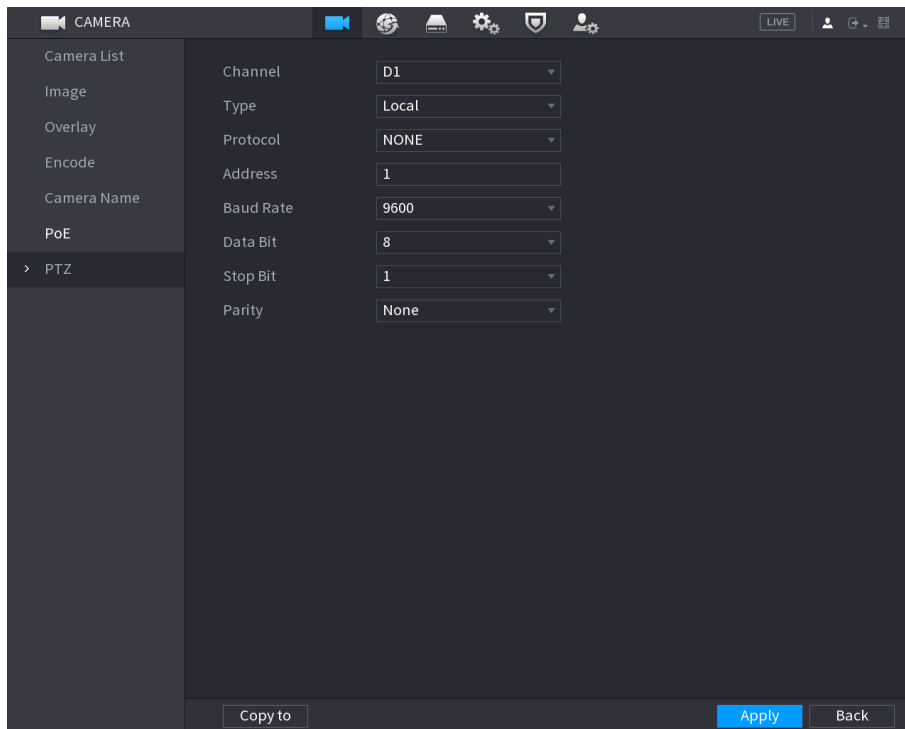 CAMERA
LIVE
Camera List
Image
Overlay
Encode
Camera Name
PoE
PTZ
Channel D1
Type Local
Protocol NONE
Address 1
Baud Rate 9600
Data Bit 8
Stop Bit 1
Parity None
Copy to Apply Back